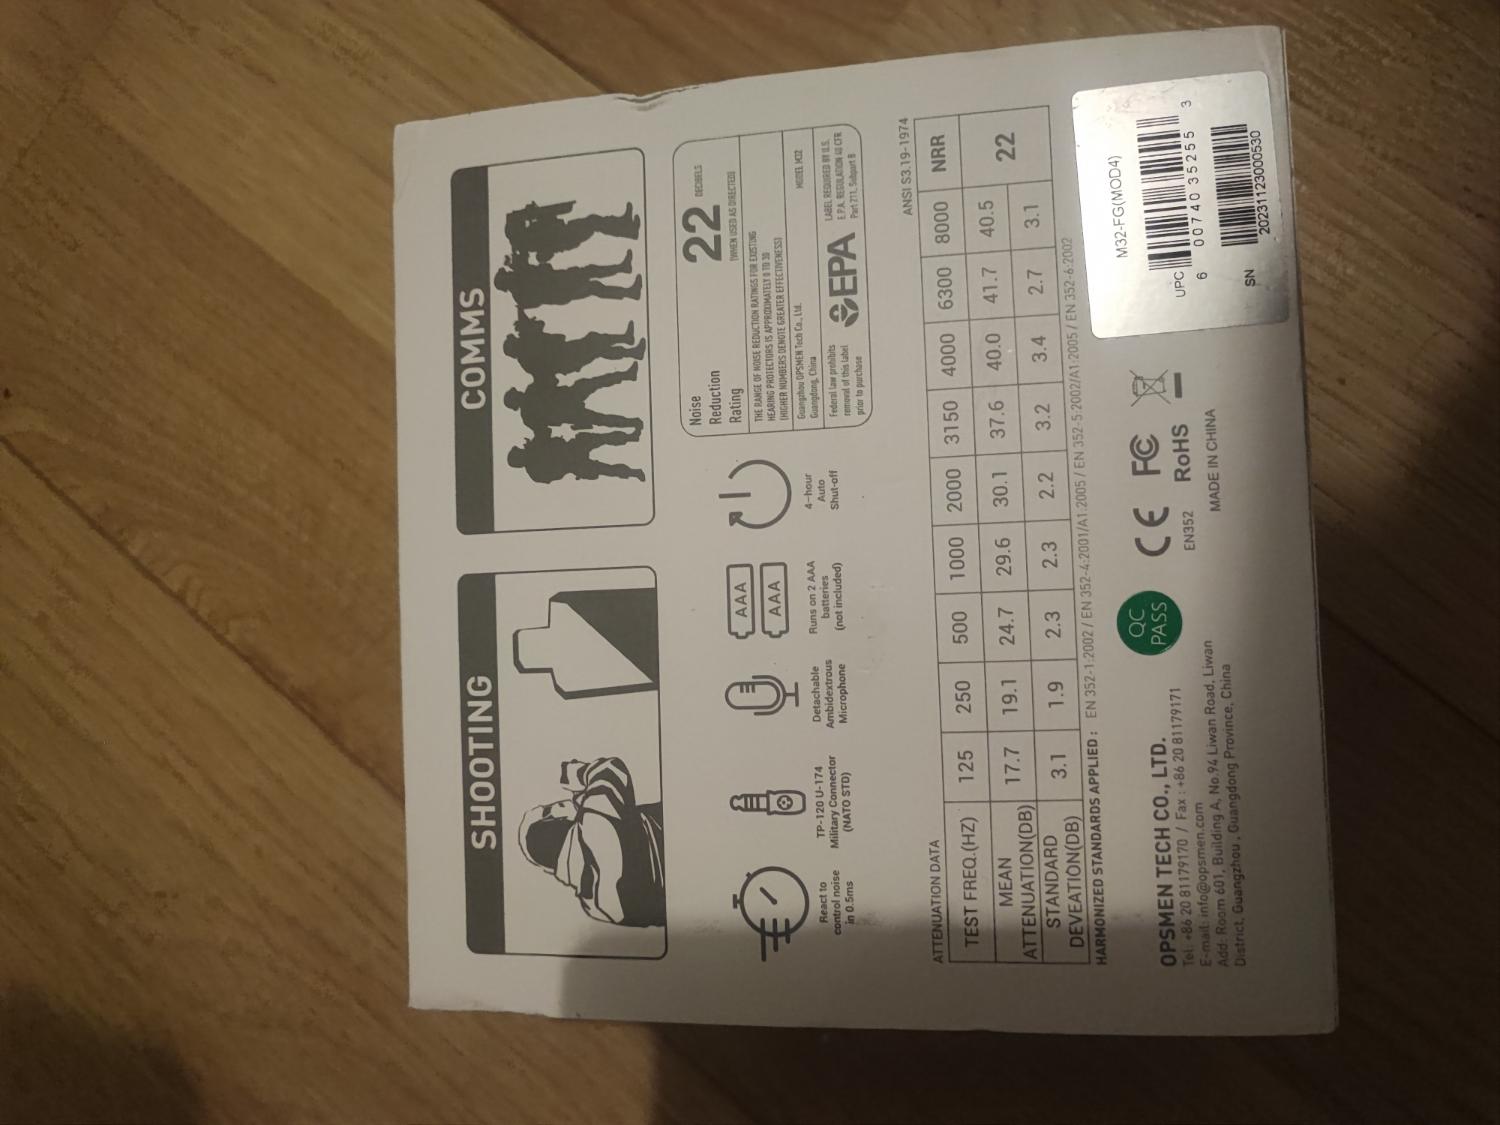 SHOOTING
COMMS
React to
control noise
in 0.5ms
TP-120 U-174
Military Connector
(NATO STD)
Detachable
Ambidextrous
Microphone
AAA
AAA
Runs on 2 AAA
batteries
(not included)
4-hour
Auto
Shut-off
Noise
Reduction
Rating
22 DECIBELS
(WHEN USED AS DIRECTED)
THE RANGE OF NOISE REDUCTION RATINGS FOR EXISTING
HEARING PROTECTORS IS APPROXIMATELY 0 TO 30
(HIGHER NUMBERS DENOTE GREATER EFFECTIVENESS)
Guangzhou OPSMEN Tech Co., Ltd.
Guangdong, China
MODEL M32
Federal law prohibits
removal of this label
prior to purchase
EPA
LABEL REQUIRED BY U.S.
E.P.A. REGULATION 40 CFR
Part 211, Subpart B
ATTENUATION DATA
ANSI S3.19-1974
TEST FREQ.(HZ) 125 250 500 1000 2000 3150 4000 6300 8000 NRR
MEAN
ATTENUATION(DB) 17.7 19.1 24.7 29.6 30.1 37.6 40.0 41.7 40.5 22
STANDARD
DEVEATION(DB) 3.1 1.9 2.3 2.3 2.2 3.2 3.4 2.7 3.1
HARMONIZED STANDARDS APPLIED : EN 352-1:2002 / EN 352-4:2001/A1:2005 / EN 352-5:2002/A1:2005 / EN 352-6:2002
OPSMEN TECH CO., LTD.
Tel: +86 20 81179170 / Fax : +86 20 81179171
E-mail: info@opsmen.com
Add: Room 601, Building A, No.94 Liwan Road, Liwan
District, Guangzhou , Guangdong Province, China
QC
PASS
CE
EN352
FC
RoHS
MADE IN CHINA
M32-FG(MOD4)
UPC
6 00740 35255 3
SN
20231123000530